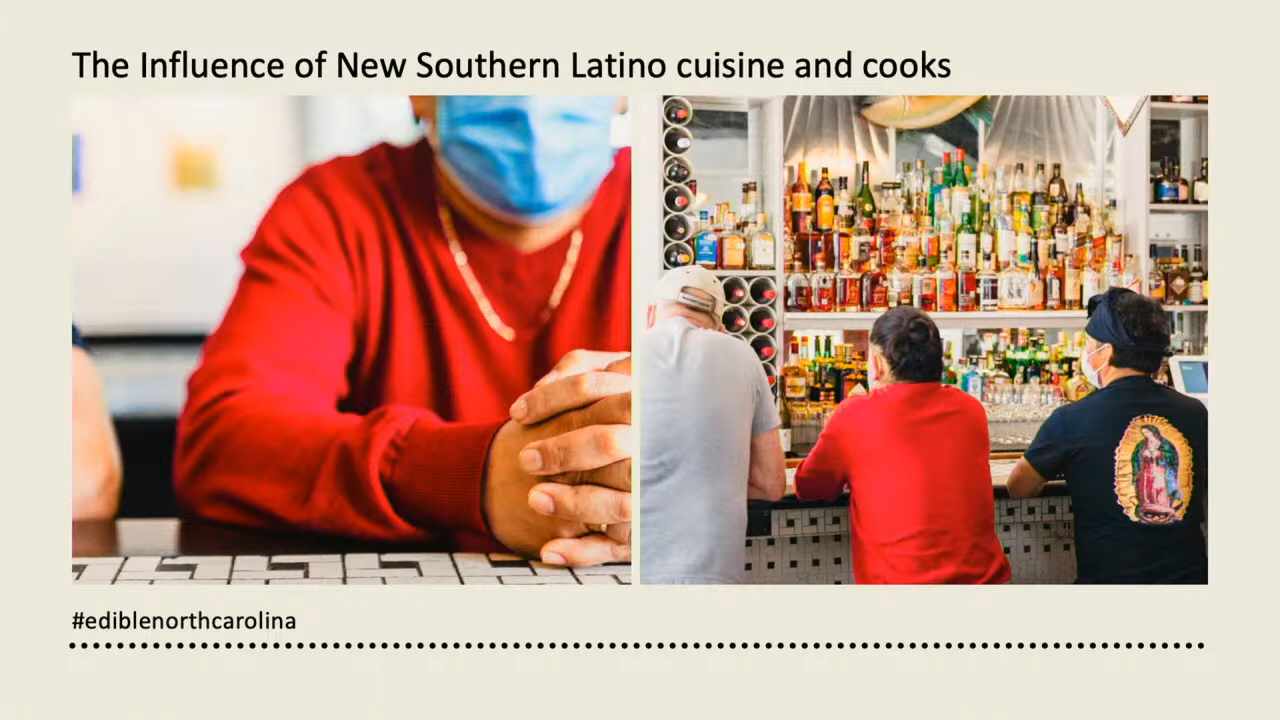 The Influence of New Southern Latino cuisine and cooks
#ediblenorthcarolina